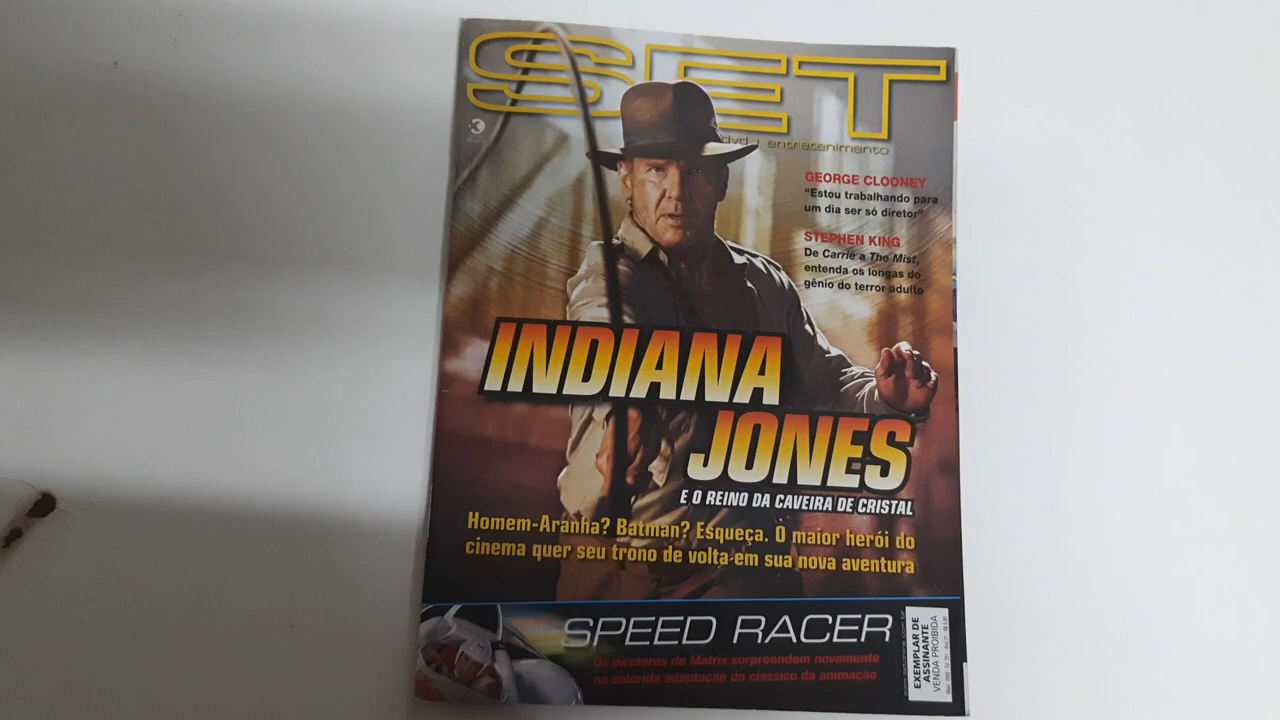 SET
dvd | entretenimento
GEORGE CLOONEY
"Estou trabalhando para
um dia ser só diretor"
STEPHEN KING
De Carrie a The Mist,
entenda os longas do
gênio do terror adulto
INDIANA
JONES
E O REINO DA CAVEIRA DE CRISTAL
Homem-Aranha? Batman? Esqueça. O maior herói do
cinema quer seu trono de volta em sua nova aventura
SPEED RACER
Os diretores de Matrix surpreendem novamente
na colorida adaptação do clássico da animação
EXEMPLAR DE
ASSINANTE
VENDA PROIBIDA